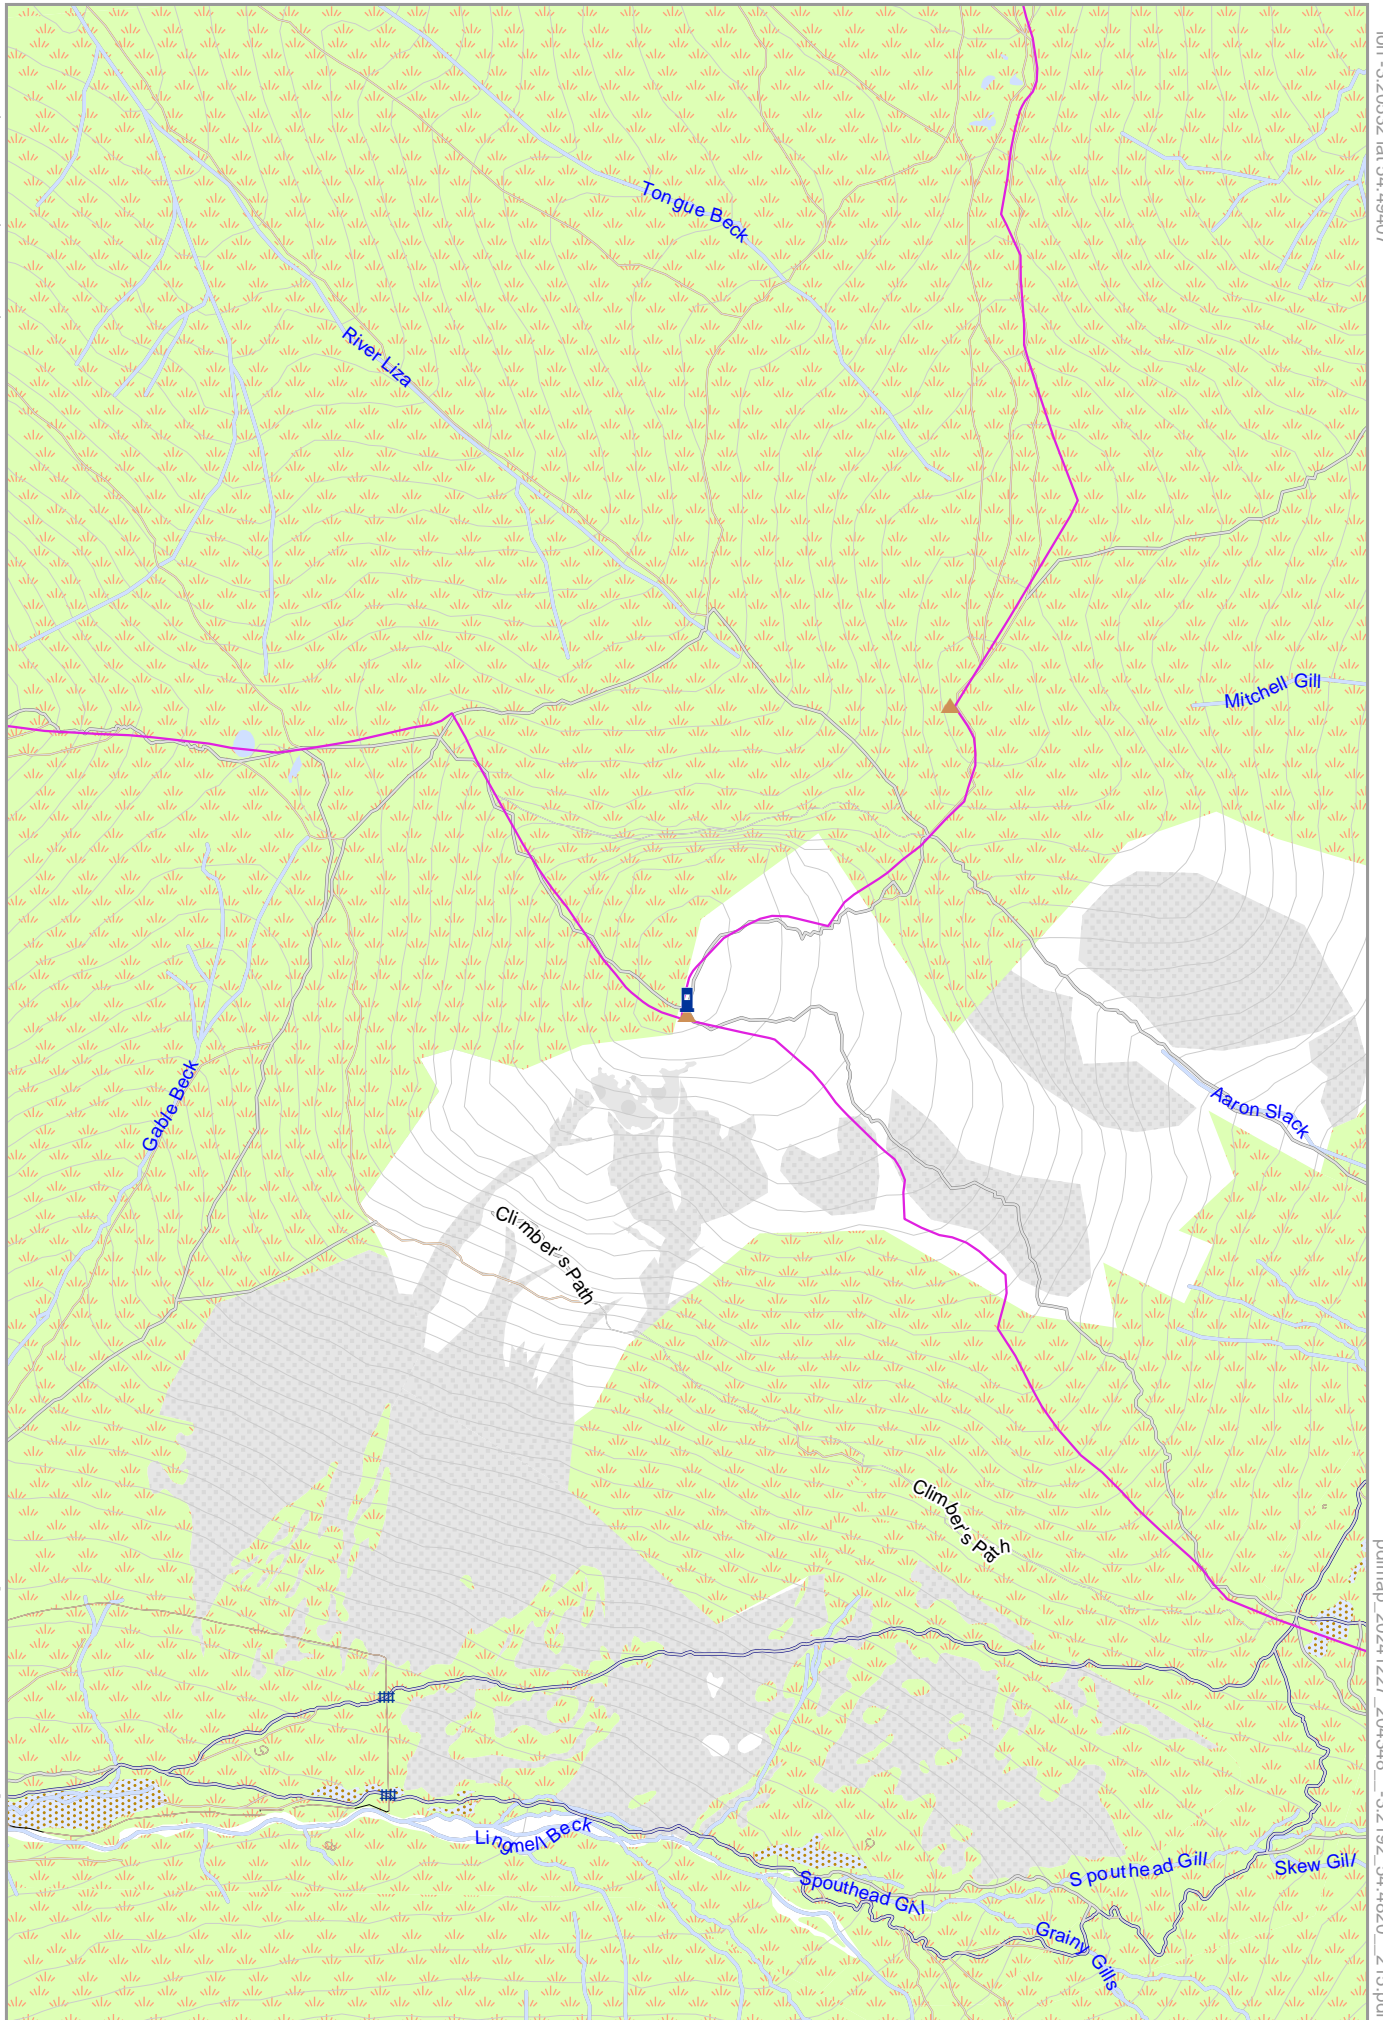 Tongue Beck
River Liza
Mitchell Gill
Aaron Slack
Gable Beck
Climber's Path
Climber's Path
Lingmell Beck
Spouthead Gill
Spouthead Gill
Skew Gill
Grainy Gills